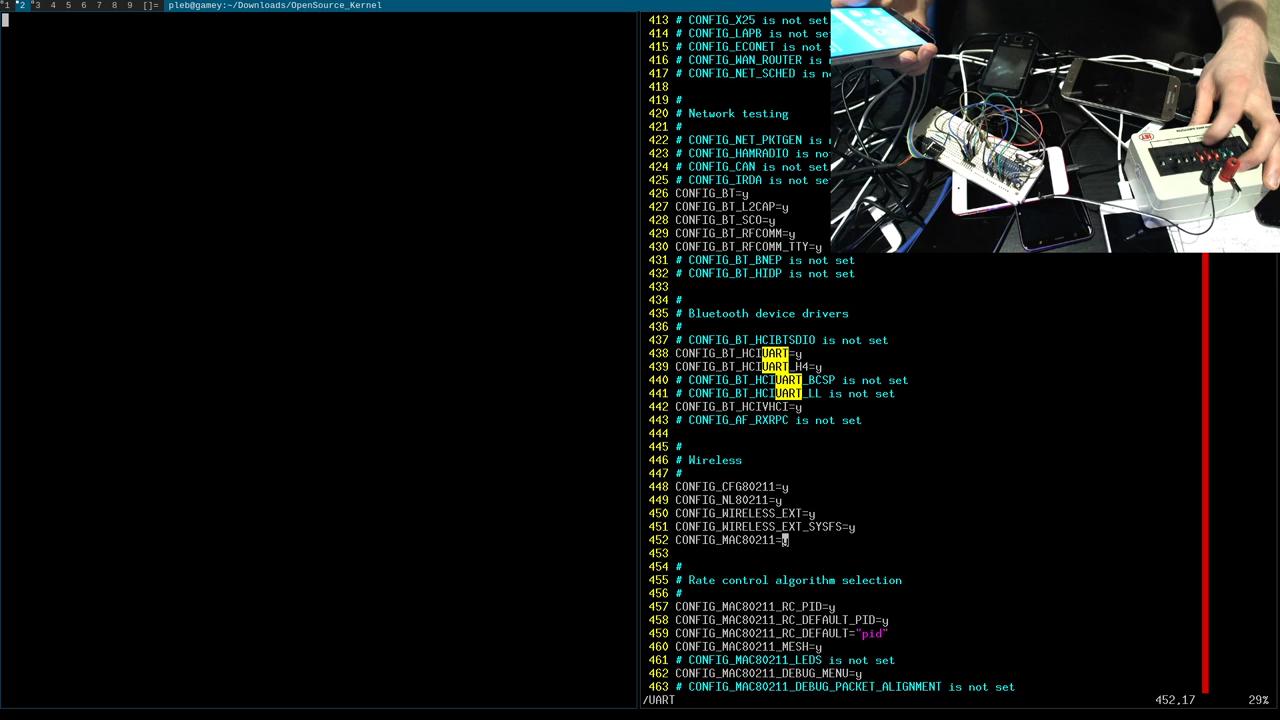 1 2 3 4 5 6 7 8 9 []= pleb@gamey:~/Downloads/OpenSource_Kernel
413 # CONFIG_X25 is not set
414 # CONFIG_LAPB is not se
415 # CONFIG_ECONET is not
416 # CONFIG_WAN_ROUTER is
417 # CONFIG_NET_SCHED is
418
419 #
420 # Network testing
421 #
422 # CONFIG_NET_PKTGEN is
423 # CONFIG_HAMRADIO is no
424 # CONFIG_CAN is not set
425 # CONFIG_IRDA is not se
426 CONFIG_BT=y
427 CONFIG_BT_L2CAP=y
428 CONFIG_BT_SCO=y
429 CONFIG_BT_RFCOMM=y
430 CONFIG_BT_RFCOMM_TTY=y
431 # CONFIG_BT_BNEP is not set
432 # CONFIG_BT_HIDP is not set
433
434 #
435 # Bluetooth device drivers
436 #
437 # CONFIG_BT_HCIBTSDIO is not set
438 CONFIG_BT_HCIUART=y
439 CONFIG_BT_HCIUART_H4=y
440 # CONFIG_BT_HCIUART_BCSP is not set
441 # CONFIG_BT_HCIUART_LL is not set
442 CONFIG_BT_HCIVHCI=y
443 # CONFIG_AF_RXRPC is not set
444
445 #
446 # Wireless
447 #
448 CONFIG_CFG80211=y
449 CONFIG_NL80211=y
450 CONFIG_WIRELESS_EXT=y
451 CONFIG_WIRELESS_EXT_SYSFS=y
452 CONFIG_MAC80211=y
453
454 #
455 # Rate control algorithm selection
456 #
457 CONFIG_MAC80211_RC_PID=y
458 CONFIG_MAC80211_RC_DEFAULT_PID=y
459 CONFIG_MAC80211_RC_DEFAULT="pid"
460 CONFIG_MAC80211_MESH=y
461 # CONFIG_MAC80211_LEDS is not set
462 CONFIG_MAC80211_DEBUG_MENU=y
463 # CONFIG_MAC80211_DEBUG_PACKET_ALIGNMENT is not set
/UART 452,17 29%